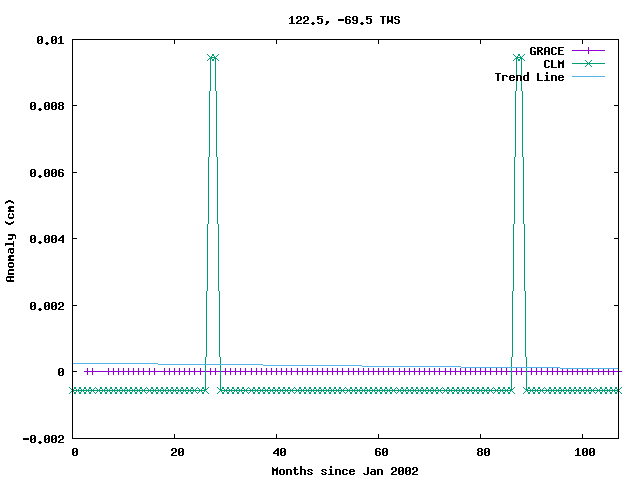 122.5, -69.5 TWS
0.01
GRACE
CLM
Trend Line
0.008
0.006
0.004
0.002
0
-0.002
Anomaly (cm)
0 20 40 60 80 100
Months since Jan 2002